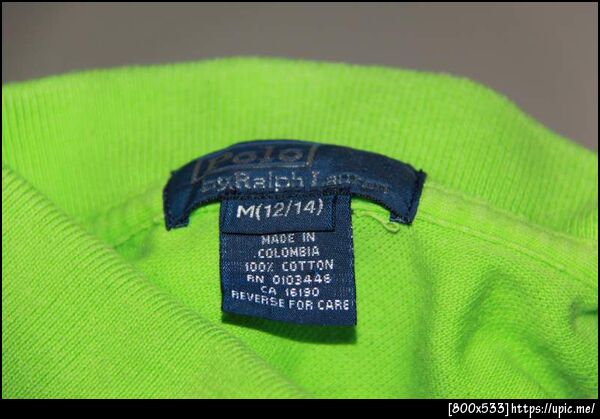 Polo
by Ralph Lauren
M(12/14)
MADE IN
COLOMBIA
100% COTTON
RN 0103448
CA 16190
REVERSE FOR CARE
[800x533]https://upic.me/